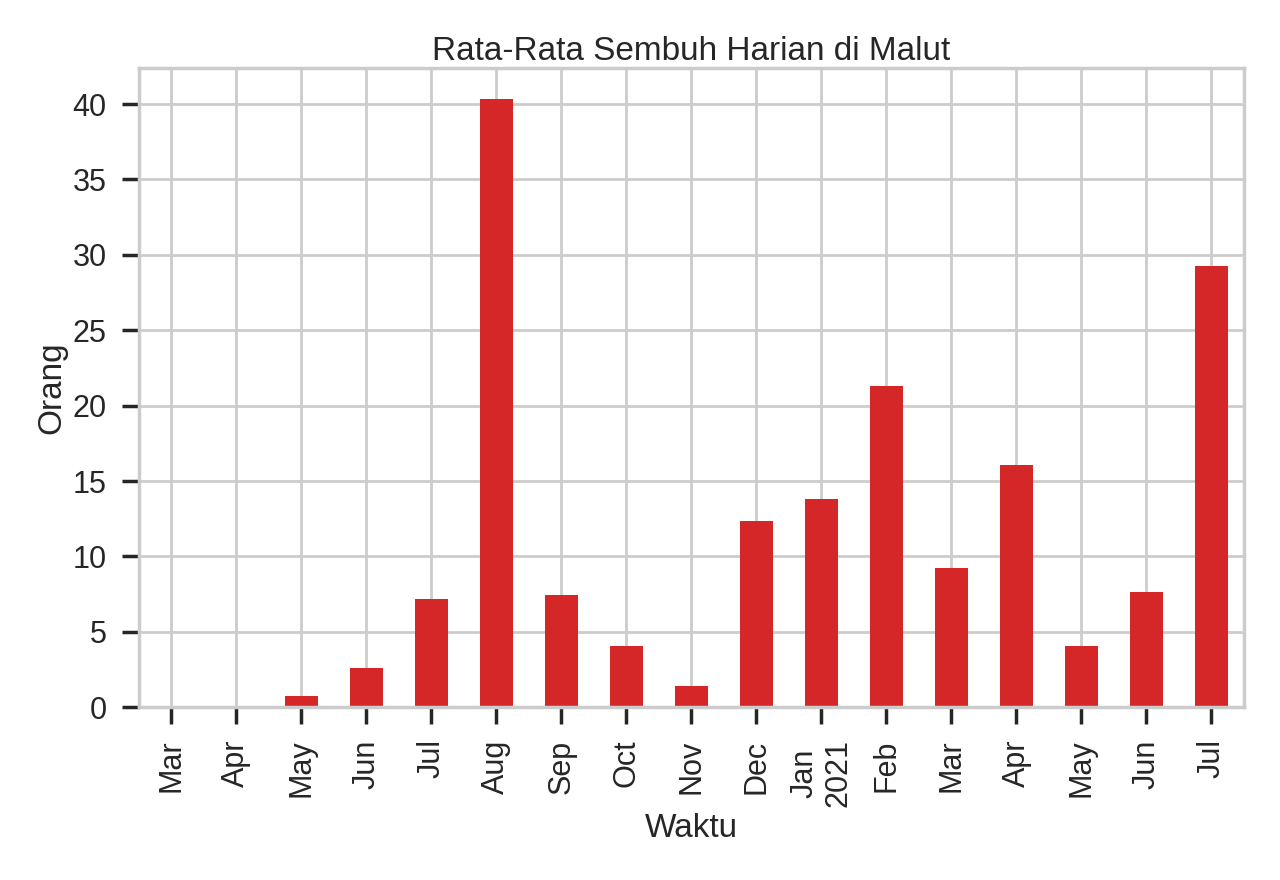 Rata-Rata Sembuh Harian di Malut
40
35
30
25
20
15
10
5
0
Orang
Mar
Apr
May
Jun
Jul
Aug
Sep
Oct
Nov
Dec
Jan
2021
Feb
Mar
Apr
May
Jun
Jul
Waktu